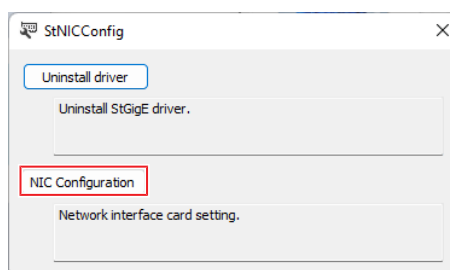 StNICConfig
Uninstall driver
Uninstall StGigE driver.
NIC Configuration
Network interface card setting.